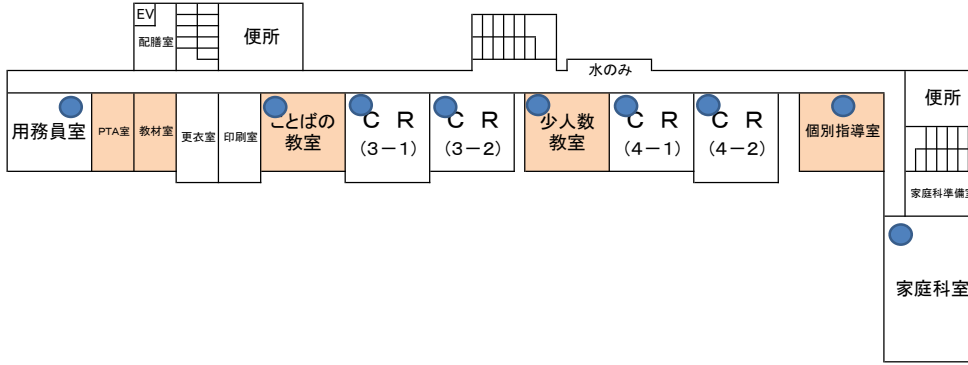 EV
配膳室
便所
水のみ
用務員室
PTA室
教材室
更衣室
印刷室
ことばの
教室
C R
(3-1)
C R
(3-2)
少人数
教室
C R
(4-1)
C R
(4-2)
個別指導室
便所
家庭科準備室
家庭科室